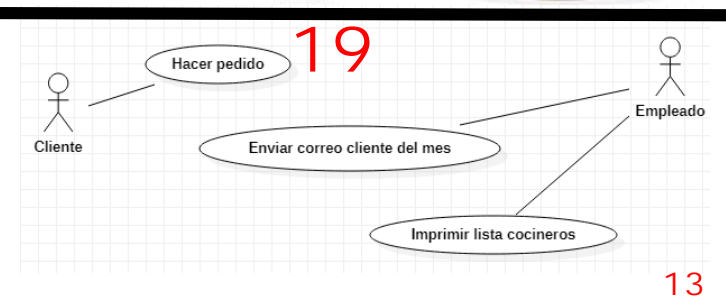 19
Hacer pedido
Cliente
Empleado
Enviar correo cliente del mes
Imprimir lista cocineros
13